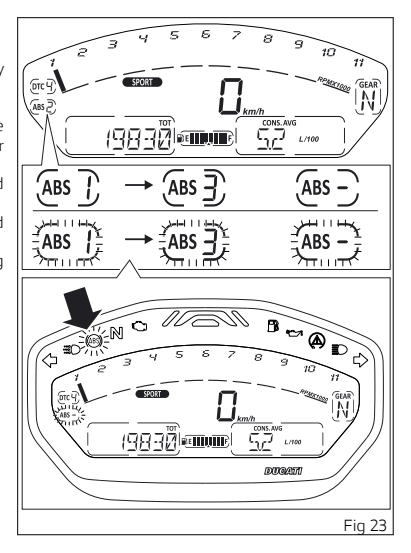 1 2 3 4 5 6 7 8 9 10 11
RPMX1000
DTC 4
SPORT
GEAR
N
ABS 2
0
km/h
TOT
19830
E F
CONS. AVG
5.2
L/100
ABS 1 → ABS 3 ABS -
ABS 1 → ABS 3 ABS -
ABS N
1 2 3 4 5 6 7 8 9 10 11
RPMX1000
DTC 4
SPORT
GEAR
N
ABS -
0
km/h
TOT
19830
E F
CONS. AVG
5.2
L/100
DUCATI
Fig 23